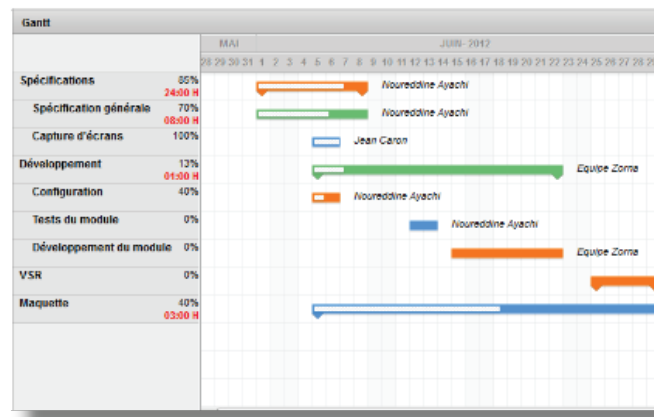 Gantt
MAI JUIN- 2012
28 29 30 31 1 2 3 4 5 6 7 8 9 10 11 12 13 14 15 16 17 18 19 20 21 22 23 24 25 26 27 28
Spécifications 85% Noureddine Ayachi
24:00 H
Spécification générale 70% Noureddine Ayachi
08:00 H
Capture d'écrans 100% Jean Caron
Développement 13% Equipe Zorna
01:00 H
Configuration 40% Noureddine Ayachi
Tests du module 0% Noureddine Ayachi
Développement du module 0% Equipe Zorna
VSR 0%
Maquette 40%
03:00 H